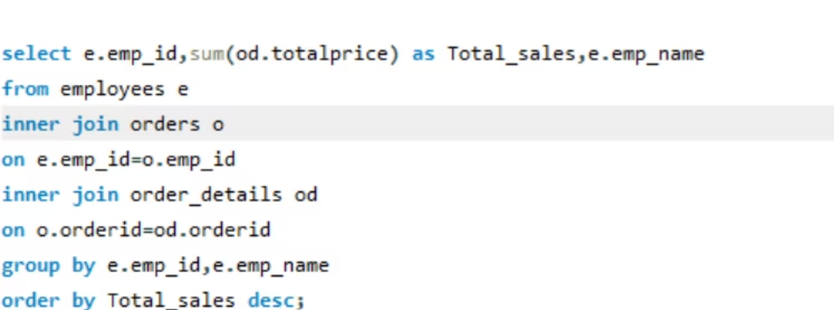 select e.emp_id,sum(od.totalprice) as Total_sales,e.emp_name
from employees e
inner join orders o
on e.emp_id=o.emp_id
inner join order_details od
on o.orderid=od.orderid
group by e.emp_id,e.emp_name
order by Total_sales desc;